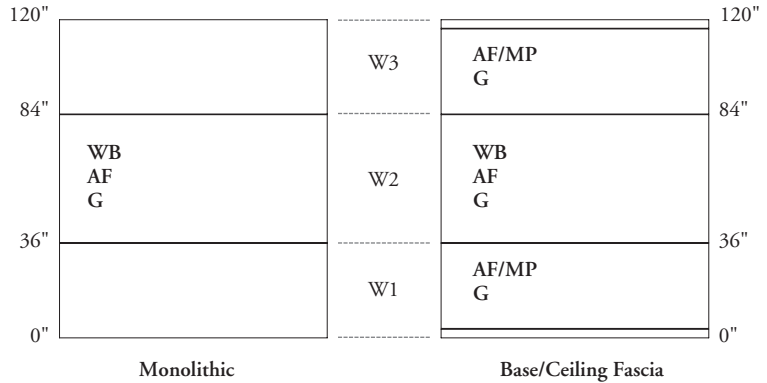 120"
120"
W3
AF/MP
G
84"
84"
WB
AF
G
W2
WB
AF
G
36"
36"
W1
AF/MP
G
0"
0"
Monolithic
Base/Ceiling Fascia